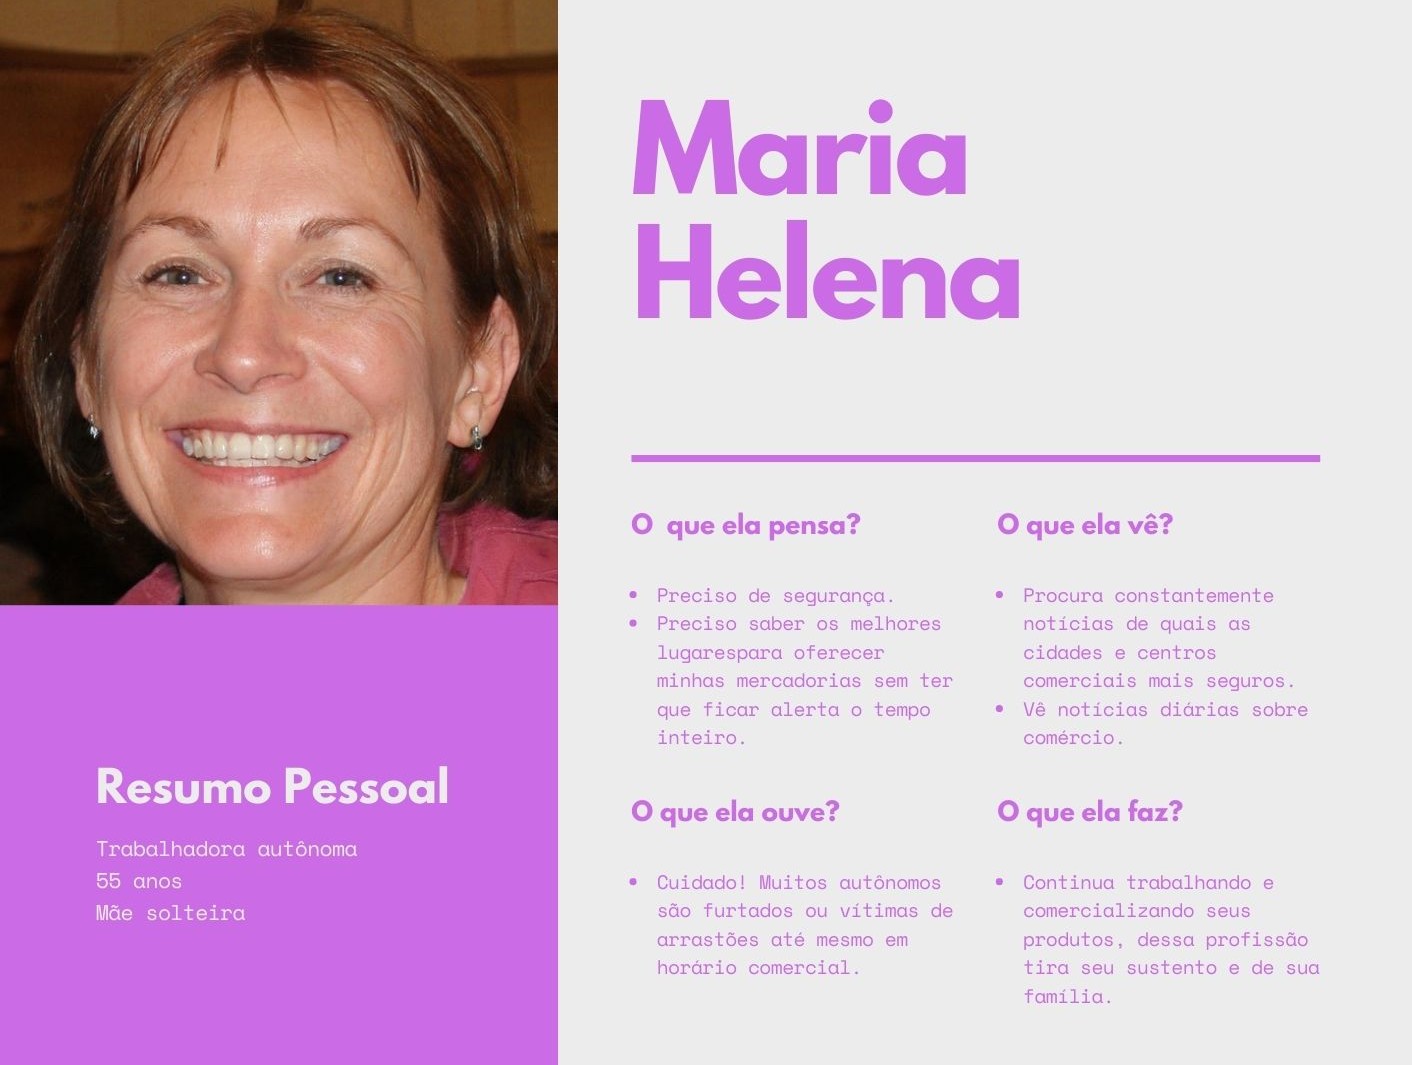 Maria
Helena
O que ela pensa?
Preciso de segurança.
Preciso saber os melhores
lugarespara oferecer
minhas mercadorias sem ter
que ficar alerta o tempo
inteiro.
O que ela vê?
Procura constantemente
notícias de quais as
cidades e centros
comerciais mais seguros.
Vê notícias diárias sobre
comércio.
O que ela ouve?
Cuidado! Muitos autônomos
são furtados ou vítimas de
arrastões até mesmo em
horário comercial.
O que ela faz?
Continua trabalhando e
comercializando seus
produtos, dessa profissão
tira seu sustento e de sua
família.
Resumo Pessoal
Trabalhadora autônoma
55 anos
Mãe solteira